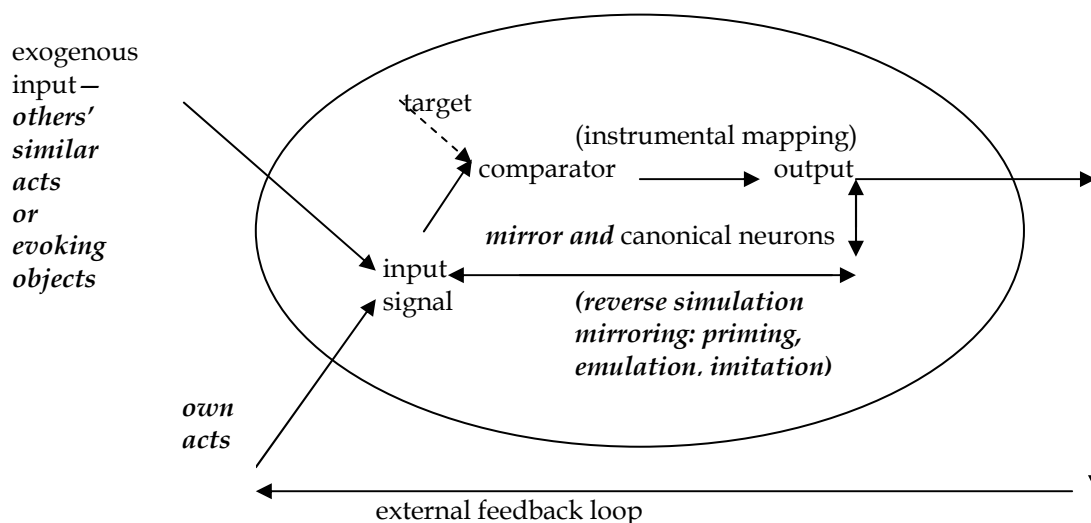 exogenous
input—
others'
similar
acts
or
evoking
objects
target
(instrumental mapping)
comparator
output
mirror and canonical neurons
input
signal
(reverse simulation
mirroring: priming,
emulation, imitation)
own
acts
external feedback loop